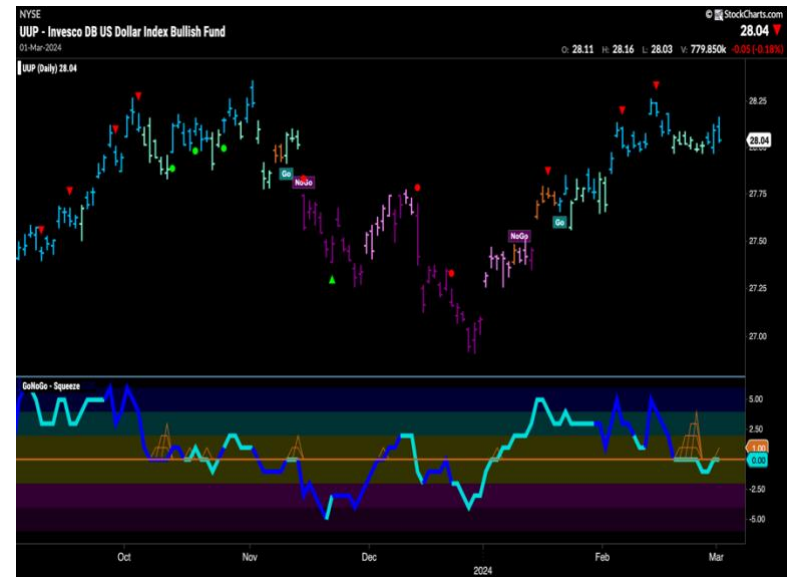 NYSE
© StockCharts.com
UUP - Invesco DB US Dollar Index Bullish Fund
28.04
01-Mar-2024
O: 28.11 H: 28.16 L: 28.03 V: 779.850k -0.05 (-0.18%)
UUP (Daily) 28.04
28.25
28.04
28.00
27.75
27.50
27.25
27.00
Go
NoGo
NoGo
Go
GoNoGo - Squeeze
5.00
2.50
1.00
0.00
-2.50
-5.00
Oct
Nov
Dec
2024
Feb
Mar